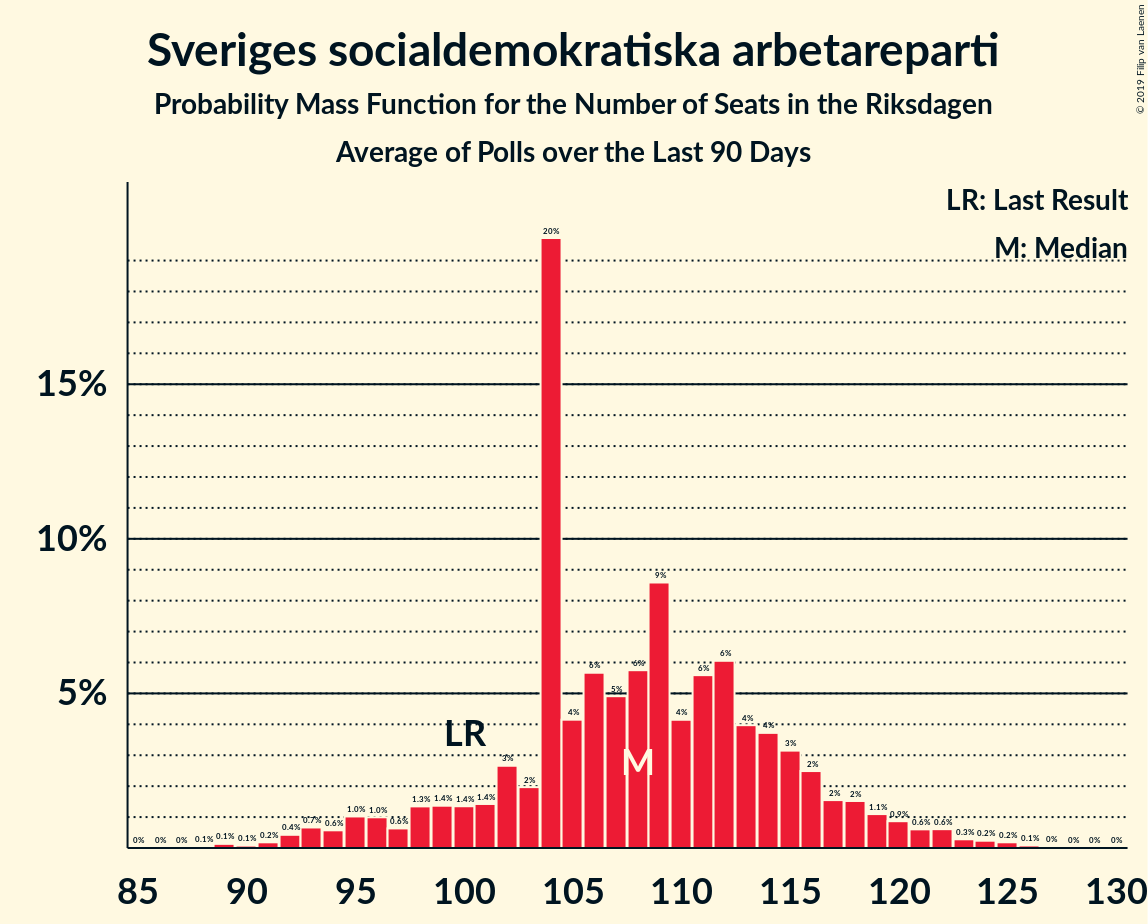 Sveriges socialdemokratiska arbetareparti
Probability Mass Function for the Number of Seats in the Riksdagen
Average of Polls over the Last 90 Days
© 2019 Filip van Laenen
LR: Last Result
M: Median
15%
10%
5%
0% 0% 0% 0.1% 0.1% 0.1% 0.2% 0.4% 0.7% 0.6% 1.0% 1.0% 0.6% 1.3% 1.4% 1.4% 1.4% 3% 2% 20% 4% 6% 5% 6% 9% 4% 6% 6% 4% 4% 3% 2% 2% 2% 1.1% 0.9% 0.6% 0.6% 0.3% 0.2% 0.2% 0.1% 0% 0% 0% 0%
LR
M
85 90 95 100 105 110 115 120 125 130